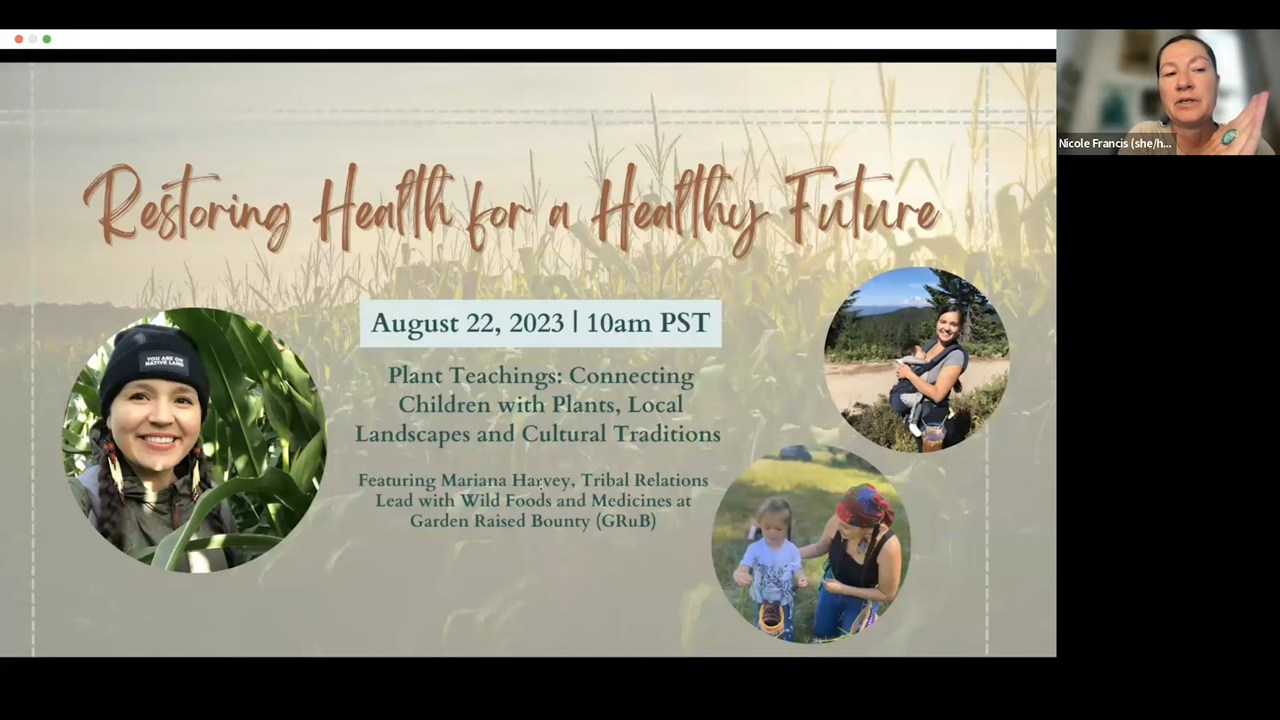 Restoring Health for a Healthy Future
August 22, 2023 | 10am PST
Plant Teachings: Connecting
Children with Plants, Local
Landscapes and Cultural Traditions
Featuring Mariana Harvey, Tribal Relations
Lead with Wild Foods and Medicines at
Garden Raised Bounty (GRuB)
YOU ARE ON
NATIVE LAND
Nicole Francis (she/h...